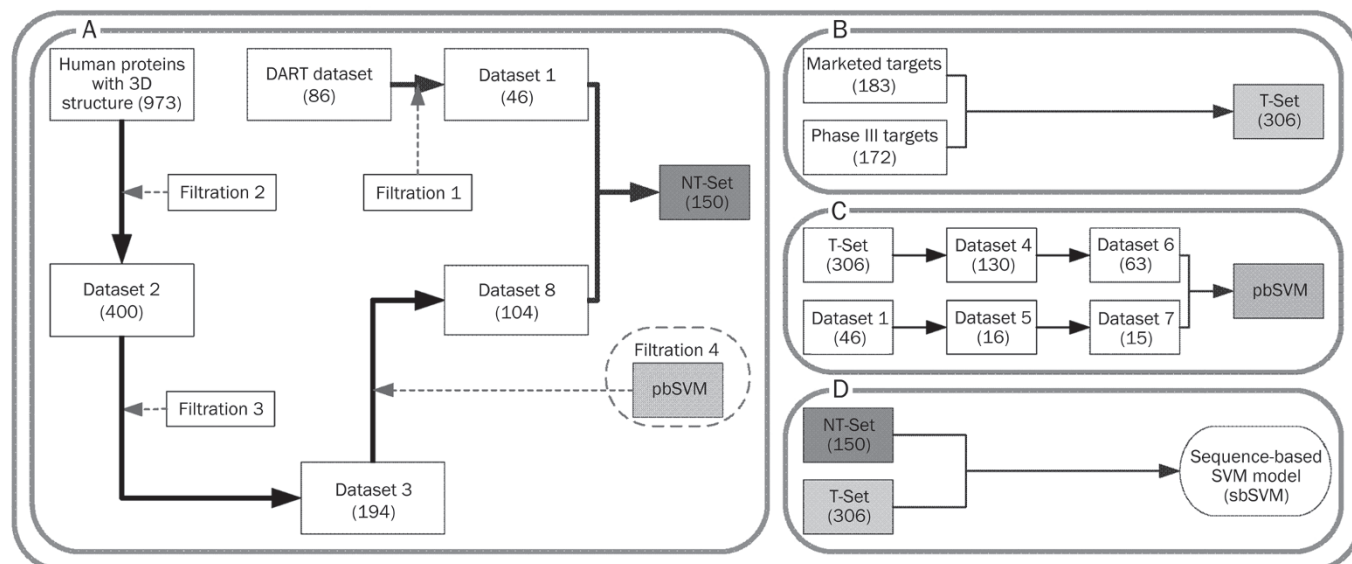 A
Human proteins
with 3D
structure (973)
DART dataset
(86)
Dataset 1
(46)
Filtration 2
Filtration 1
NT-Set
(150)
Dataset 2
(400)
Dataset 8
(104)
Filtration 4
pbSVM
Filtration 3
Dataset 3
(194)
B
Marketed targets
(183)
Phase III targets
(172)
T-Set
(306)
C
T-Set
(306)
Dataset 4
(130)
Dataset 6
(63)
pbSVM
Dataset 1
(46)
Dataset 5
(16)
Dataset 7
(15)
D
NT-Set
(150)
T-Set
(306)
Sequence-based
SVM model
(sbSVM)